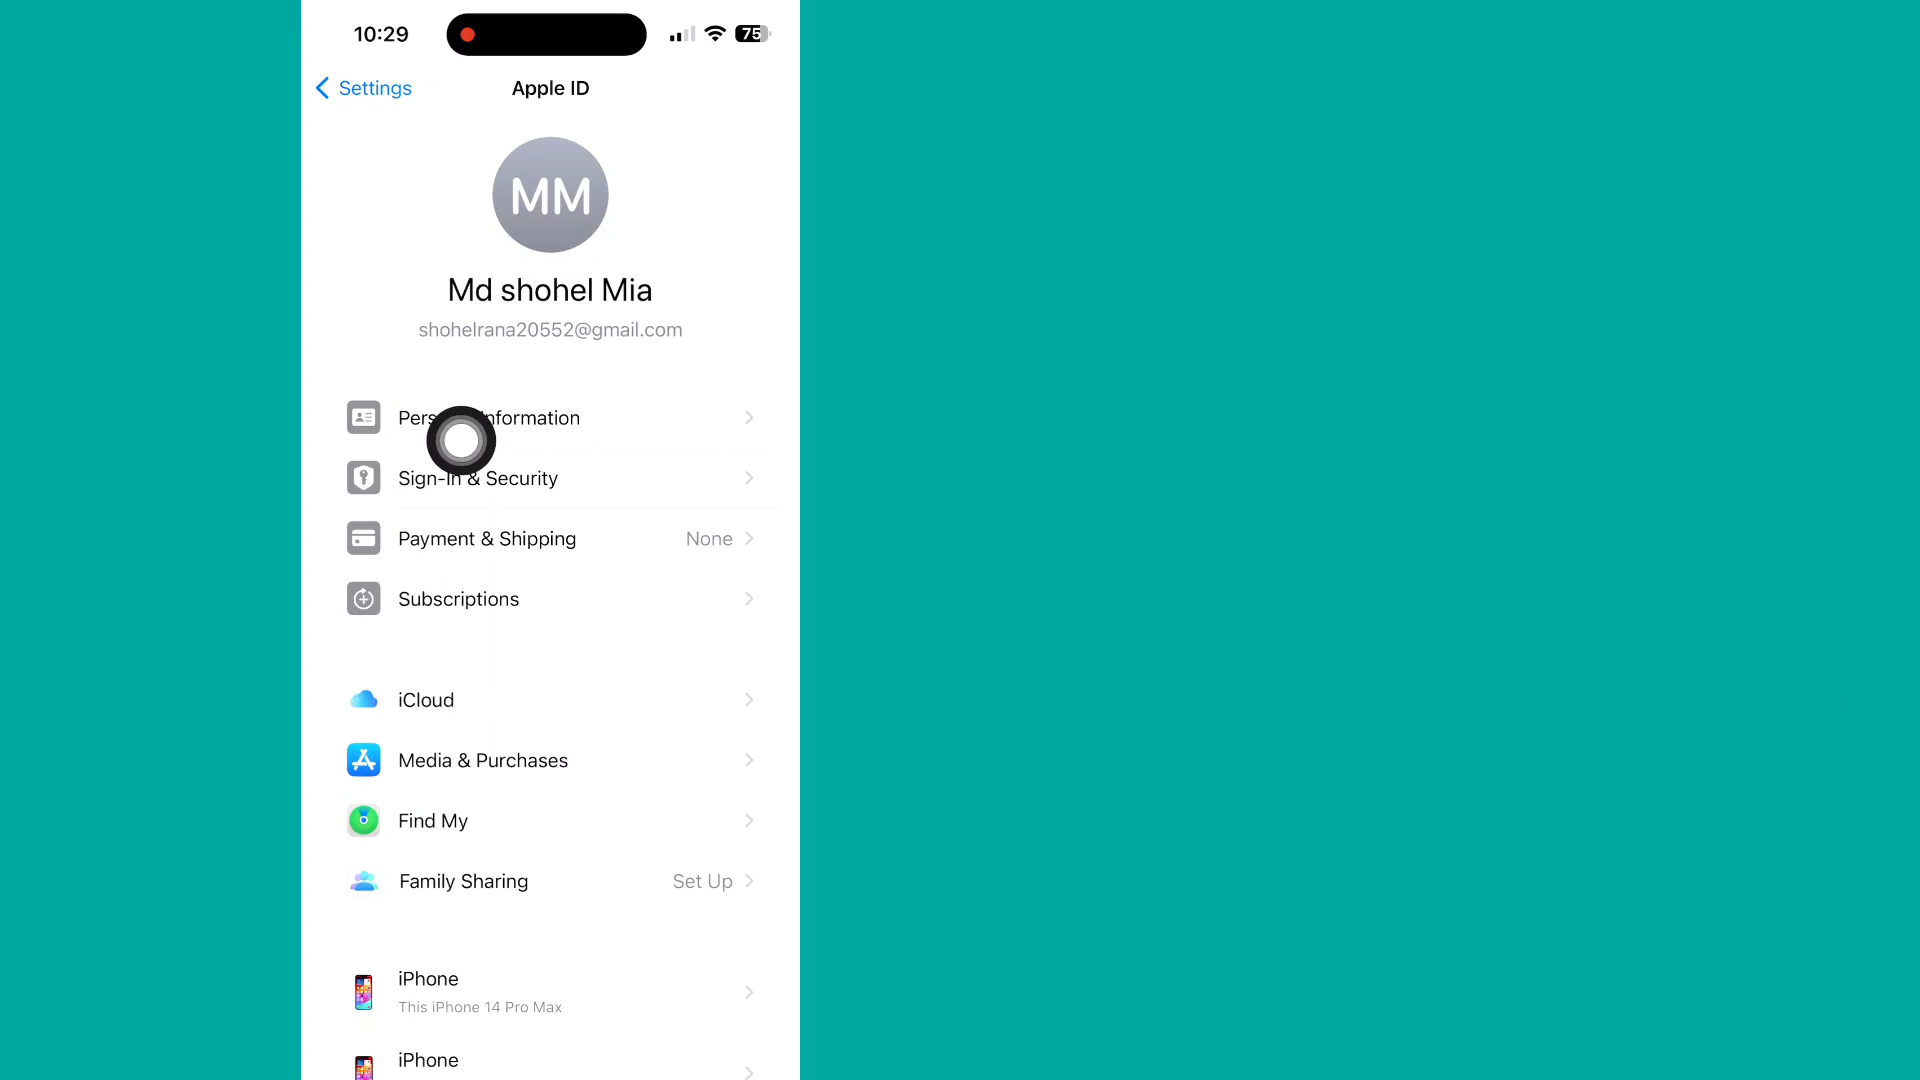 10:29
75
Settings
Apple ID
MM
Md shohel Mia
shohelrana20552@gmail.com
Information
Sign-In & Security
Payment & Shipping None
Subscriptions
iCloud
Media & Purchases
Find My
Family Sharing Set Up
iPhone
This iPhone 14 Pro Max
iPhone